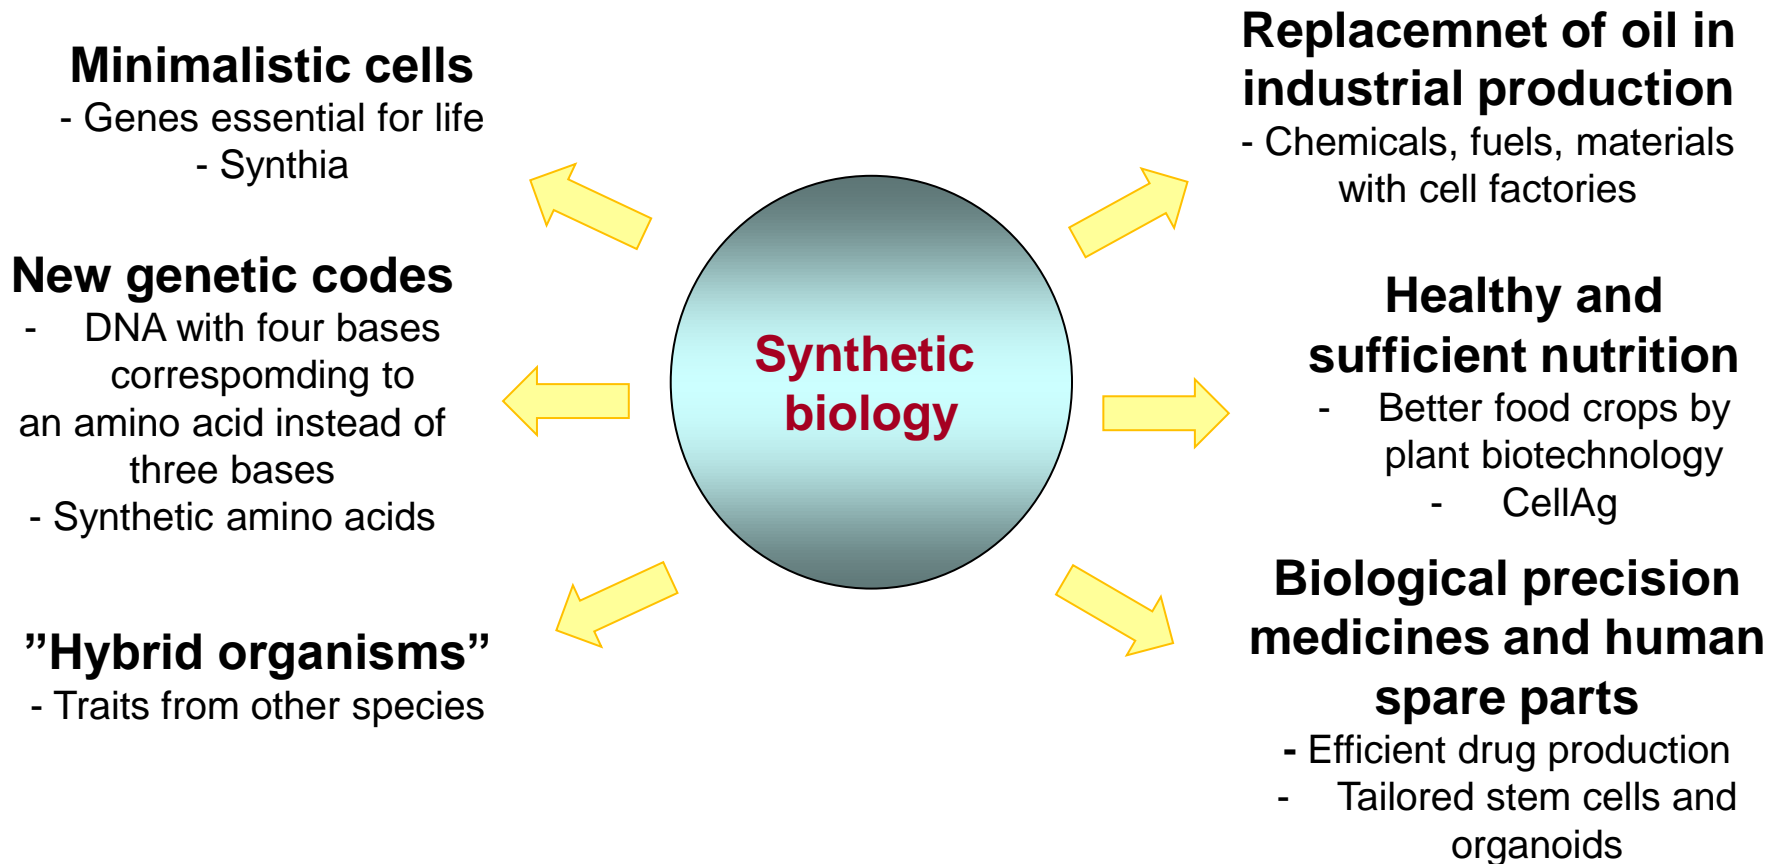 Minimalistic cells
- Genes essential for life
- Synthia
New genetic codes
- DNA with four bases
correspomding to
an amino acid instead of
three bases
- Synthetic amino acids
”Hybrid organisms”
- Traits from other species
Synthetic
biology
Replacemnet of oil in
industrial production
- Chemicals, fuels, materials
with cell factories
Healthy and
sufficient nutrition
- Better food crops by
plant biotechnology
- CellAg
Biological precision
medicines and human
spare parts
- Efficient drug production
- Tailored stem cells and
organoids